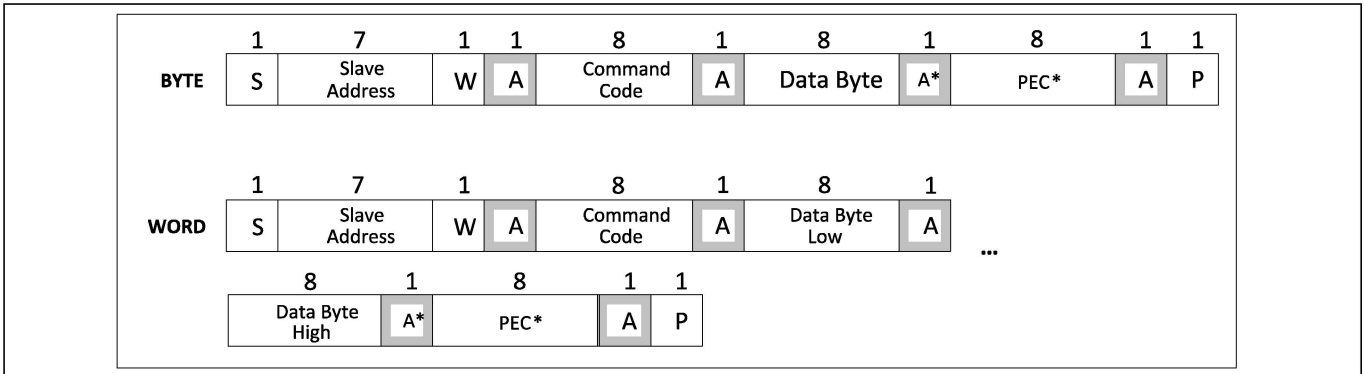 1 7 1 1 8 1 8 1 8 1 1
BYTE S Slave Address W A Command Code A Data Byte A* PEC* A P
1 7 1 8 1 8 1
WORD S Slave Address W A Command Code A Data Byte Low A ...
8 1 8 1 1
Data Byte High A* PEC* A P